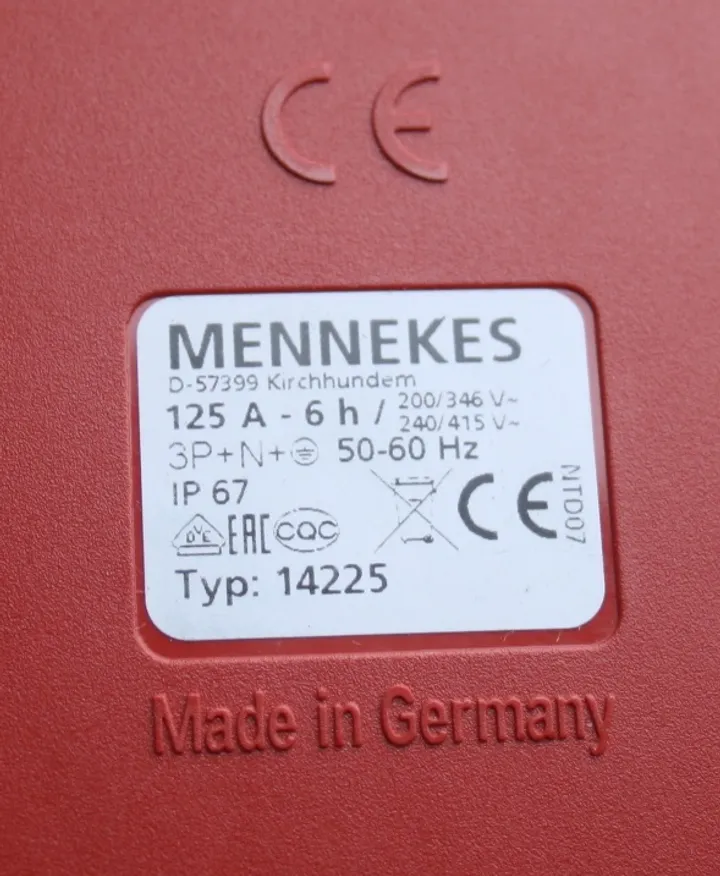 CE
MENNEKES
D-57399 Kirchhundem
125 A - 6 h / 200/346 V~
240/415 V~
3P+N+⏚ 50-60 Hz
IP 67
DVE EAC CQC CE NTD07
Typ: 14225
Made in Germany